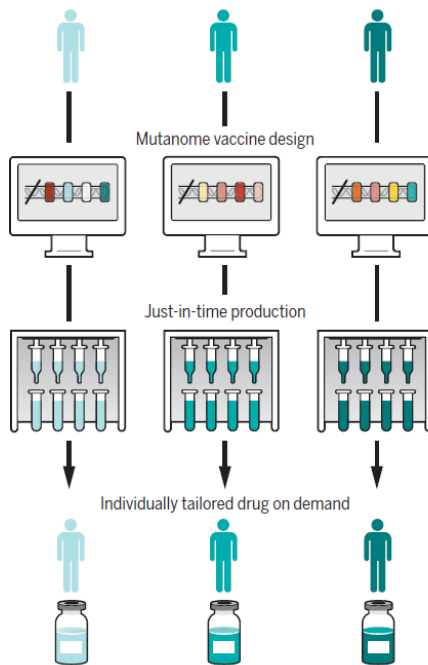 Mutanome vaccine design
Just-in-time production
Individually tailored drug on demand